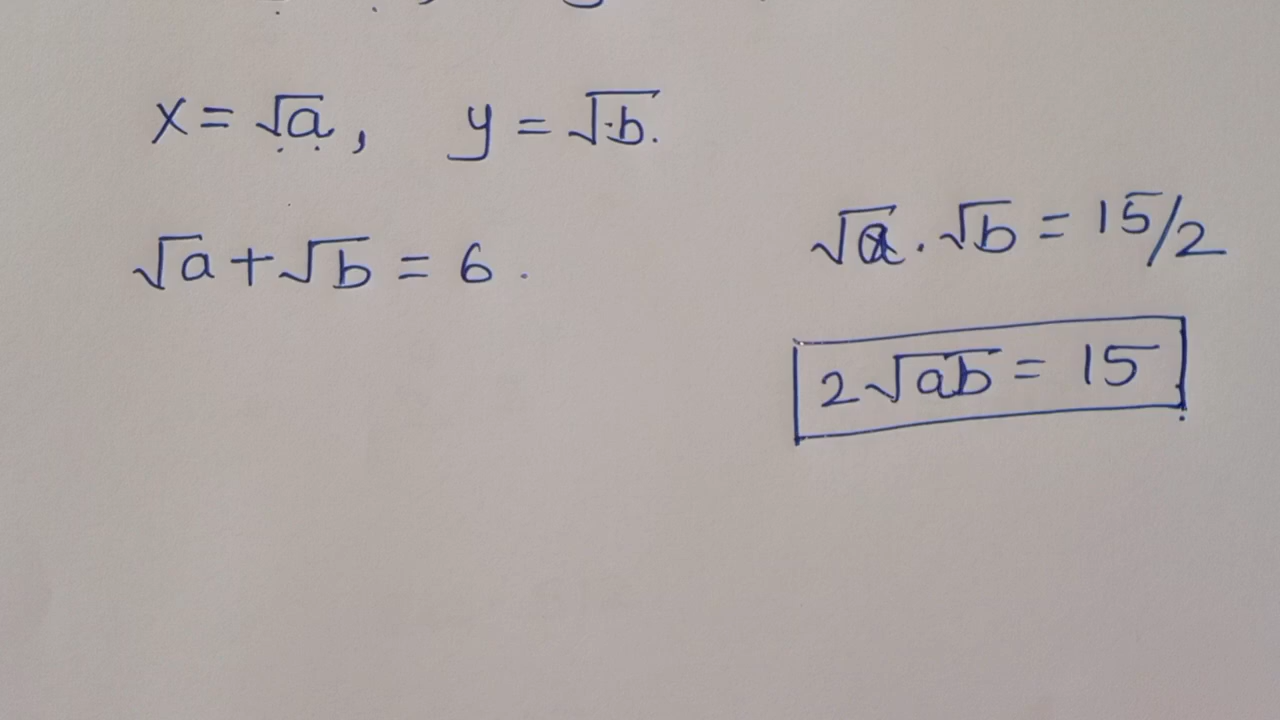 x = √a, y = √b.
√a + √b = 6.
√a . √b = 15/2
2√ab = 15